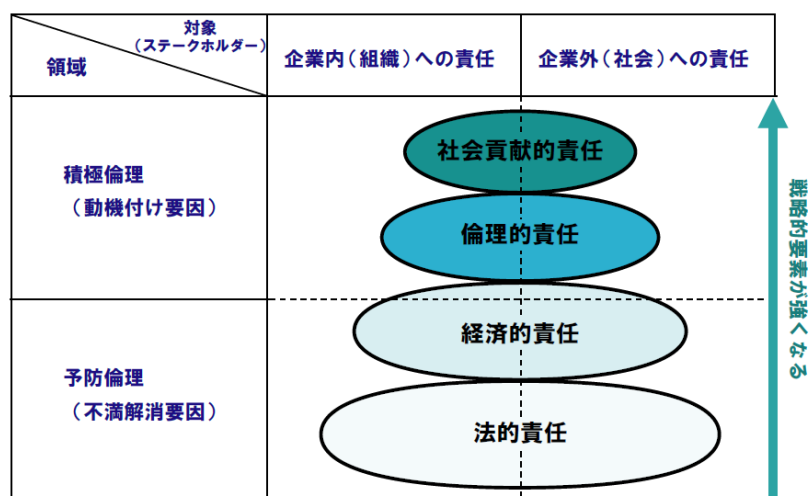 対象
（ステークホルダー）
領域
企業内（組織）への責任
企業外（社会）への責任
積極倫理
（動機付け要因）
社会貢献的責任
倫理的責任
経済的責任
予防倫理
（不満解消要因）
法的責任
戦略的要素が強くなる